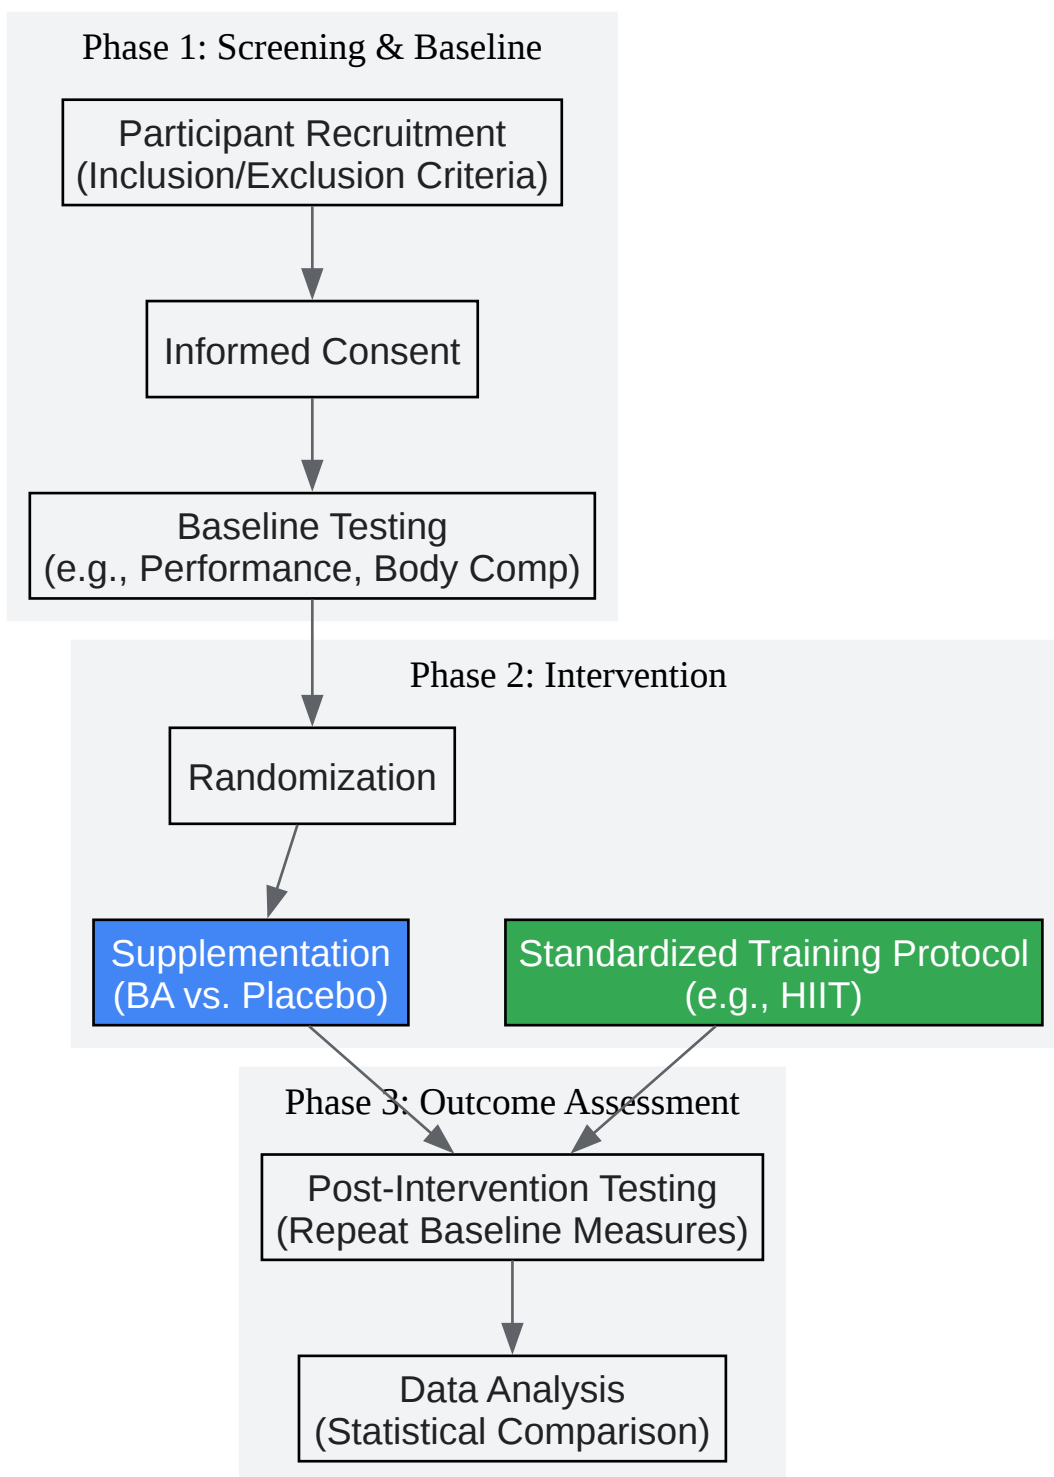 Phase 1: Screening & Baseline
Participant Recruitment
(Inclusion/Exclusion Criteria)
Informed Consent
Baseline Testing
(e.g., Performance, Body Comp)
Phase 2: Intervention
Randomization
Supplementation
(BA vs. Placebo)
Standardized Training Protocol
(e.g., HIIT)
Phase 3: Outcome Assessment
Post-Intervention Testing
(Repeat Baseline Measures)
Data Analysis
(Statistical Comparison)